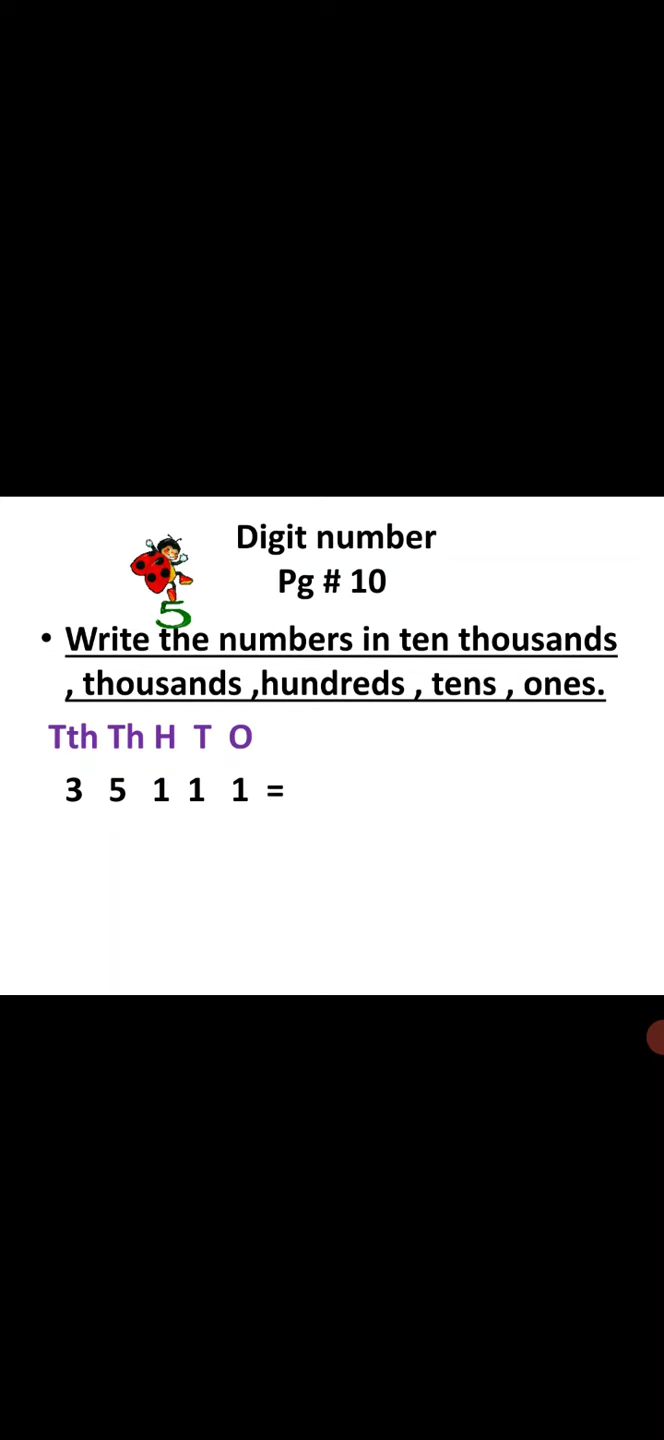 Digit number
Pg # 10
5
• Write the numbers in ten thousands
, thousands ,hundreds , tens , ones.
Tth Th H T O
3 5 1 1 1 =